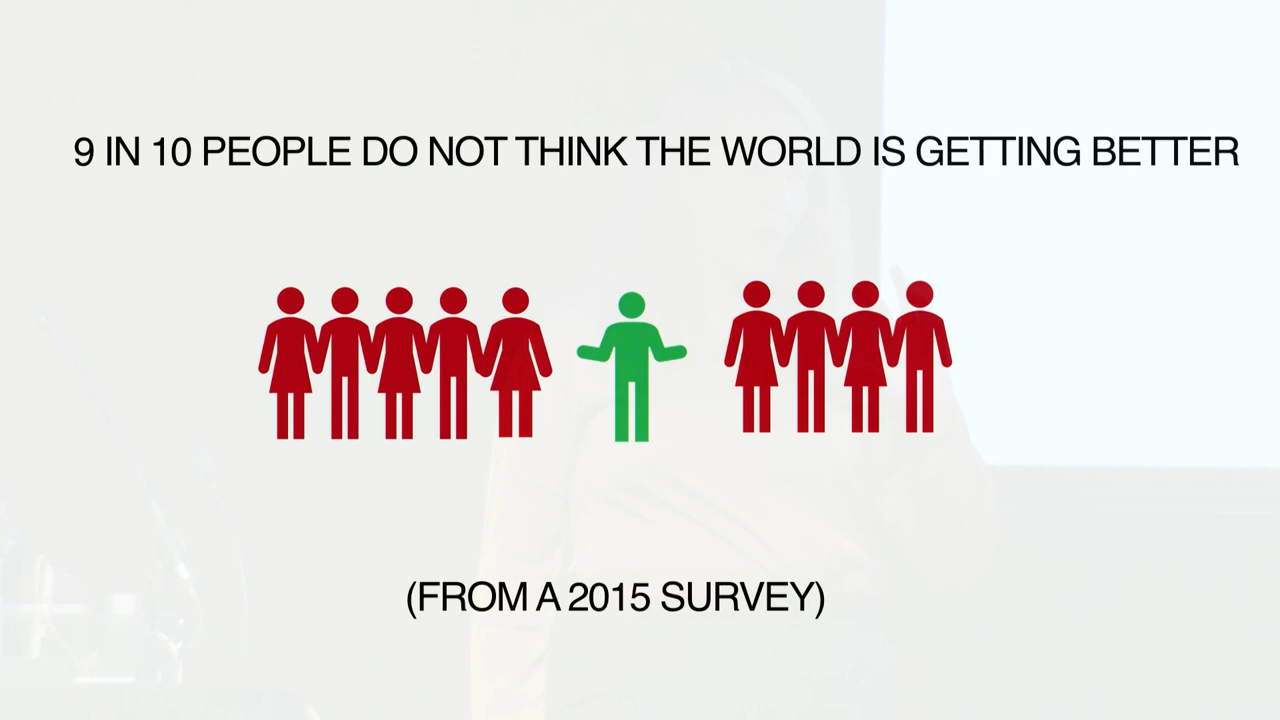 9 IN 10 PEOPLE DO NOT THINK THE WORLD IS GETTING BETTER
(FROM A 2015 SURVEY)